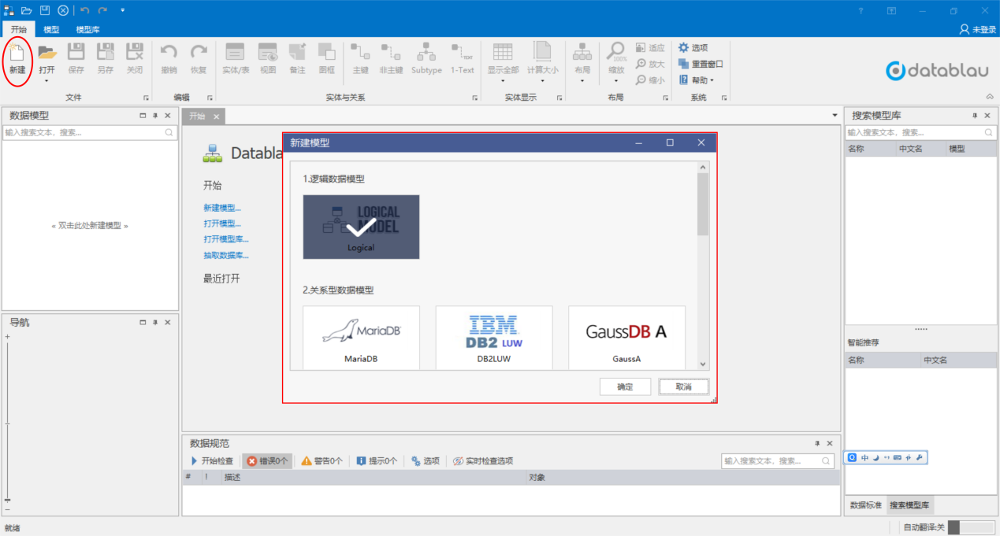 开始
模型
模型库
未登录
新建
打开
保存
另存
关闭
撤销
恢复
实体/表
视图
备注
图框
主键
非主键
Subtype
TEXT
1-Text
显示全部
计算大小
布局
100%
缩放
适应
放大
缩小
选项
重置窗口
帮助
文件
编辑
实体与关系
实体显示
布局
系统
datablau
数据模型
输入搜索文本, 搜索...
« 双击此处新建模型 »
导航
开始
Databla
开始
新建模型...
打开模型...
打开模型库...
抽取数据库...
最近打开
新建模型
1.逻辑数据模型
LOGICAL
MODEL
Logical
2.关系型数据模型
MariaDB
MariaDB
IBM
DB2 LUW
DB2LUW
GaussDB A
GaussA
确定
取消
搜索模型库
输入搜索文本, 搜索...
名称
中文名
模型
智能推荐
名称
中文名
中
数据标准
搜索模型库
数据规范
开始检查
错误0个
警告0个
提示0个
选项
实时检查选项
输入搜索文本, 搜索...
#
!
描述
对象
就绪
自动翻译:关